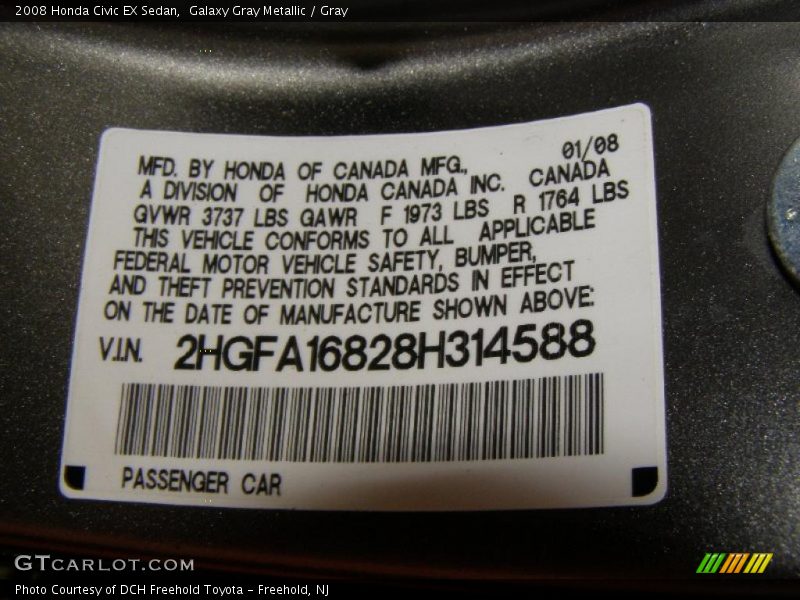 2008 Honda Civic EX Sedan,  Galaxy Gray Metallic / Gray
01/08
MFD. BY HONDA OF CANADA MFG.,
A DIVISION OF HONDA CANADA INC. CANADA
GVWR 3737 LBS GAWR F 1973 LBS R 1764 LBS
THIS VEHICLE CONFORMS TO ALL APPLICABLE
FEDERAL MOTOR VEHICLE SAFETY, BUMPER,
AND THEFT PREVENTION STANDARDS IN EFFECT
ON THE DATE OF MANUFACTURE SHOWN ABOVE:
V.I.N. 2HGFA16828H314588
PASSENGER CAR
GTCARLOT.COM
Photo Courtesy of DCH Freehold Toyota - Freehold, NJ